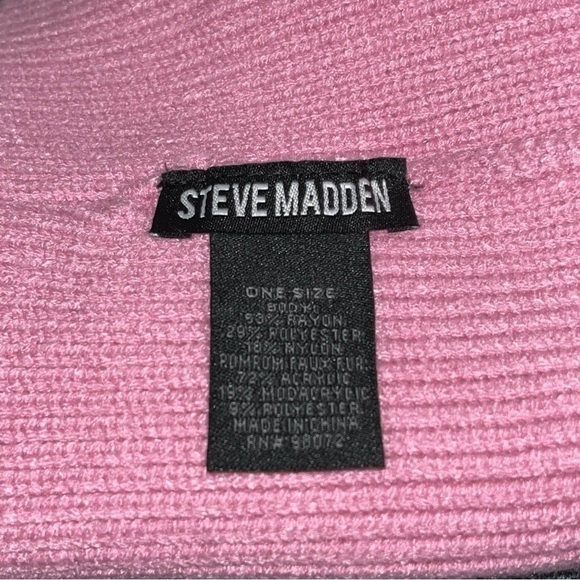 STEVE MADDEN
ONE SIZE
BODY:
53% RAYON
29% POLYESTER
18% NYLON
POMPOM FAUX FUR:
72% ACRYLIC
19% MODACRYLIC
9% POLYESTER
MADE IN CHINA
RN# 98072